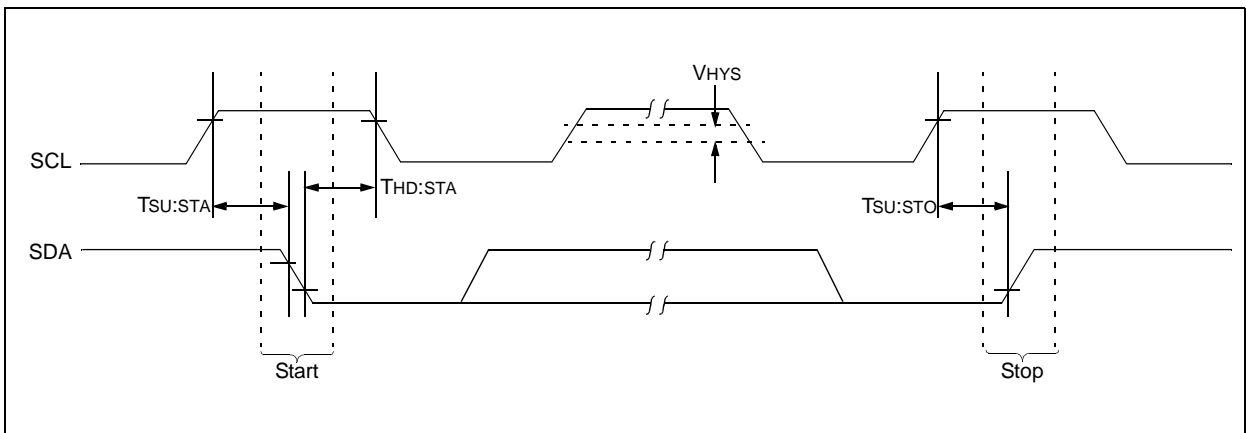 VHYS
SCL
THD:STA
TSU:STA
TSU:STO
SDA
Start
Stop